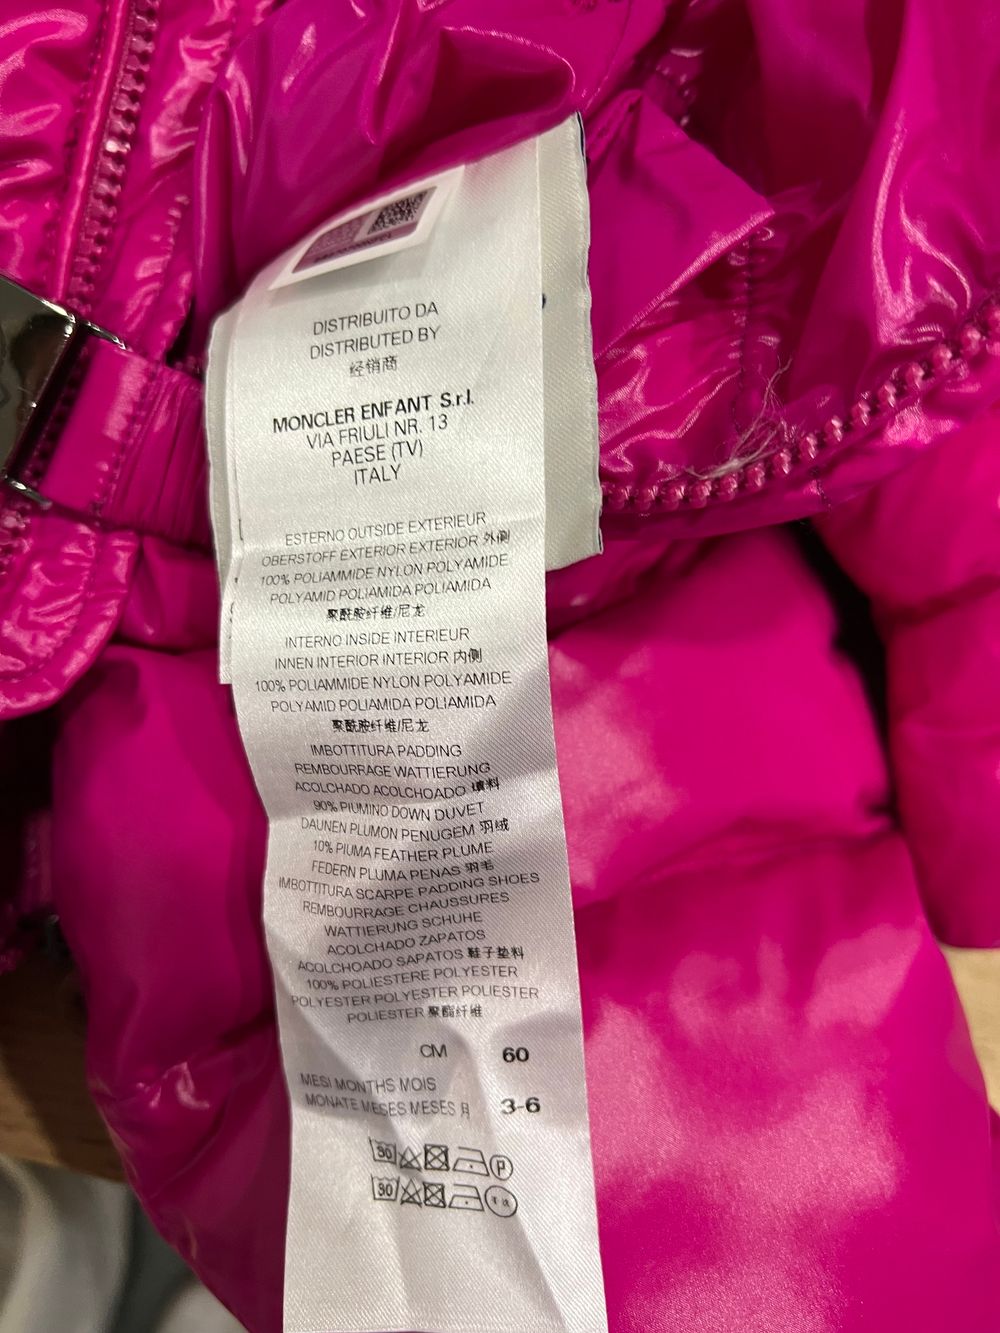 DISTRIBUITO DA
DISTRIBUTED BY
经销商
MONCLER ENFANT S.r.l.
VIA FRIULI NR. 13
PAESE (TV)
ITALY
ESTERNO OUTSIDE EXTERIEUR
OBERSTOFF EXTERIOR EXTERIOR 外侧
100% POLIAMMIDE NYLON POLYAMIDE
POLYAMID POLIAMIDA POLIAMIDA
聚酰胺纤维/尼龙
INTERNO INSIDE INTERIEUR
INNEN INTERIOR INTERIOR 内侧
100% POLIAMMIDE NYLON POLYAMIDE
POLYAMID POLIAMIDA POLIAMIDA
聚酰胺纤维/尼龙
IMBOTTITURA PADDING
REMBOURRAGE WATTIERUNG
ACOLCHADO ACOLCHOADO 填料
90% PIUMINO DOWN DUVET
DAUNEN PLUMON PENUGEM 羽绒
10% PIUMA FEATHER PLUME
FEDERN PLUMA PENAS 羽毛
IMBOTTITURA SCARPE PADDING SHOES
REMBOURRAGE CHAUSSURES
WATTIERUNG SCHUHE
ACOLCHADO ZAPATOS
ACOLCHOADO SAPATOS 鞋子垫料
100% POLIESTERE POLYESTER
POLYESTER POLYESTER POLIESTER
POLIESTER 聚酯纤维
CM 60
MESI MONTHS MOIS
MONATE MESES MESES 月 3-6
30 P
30